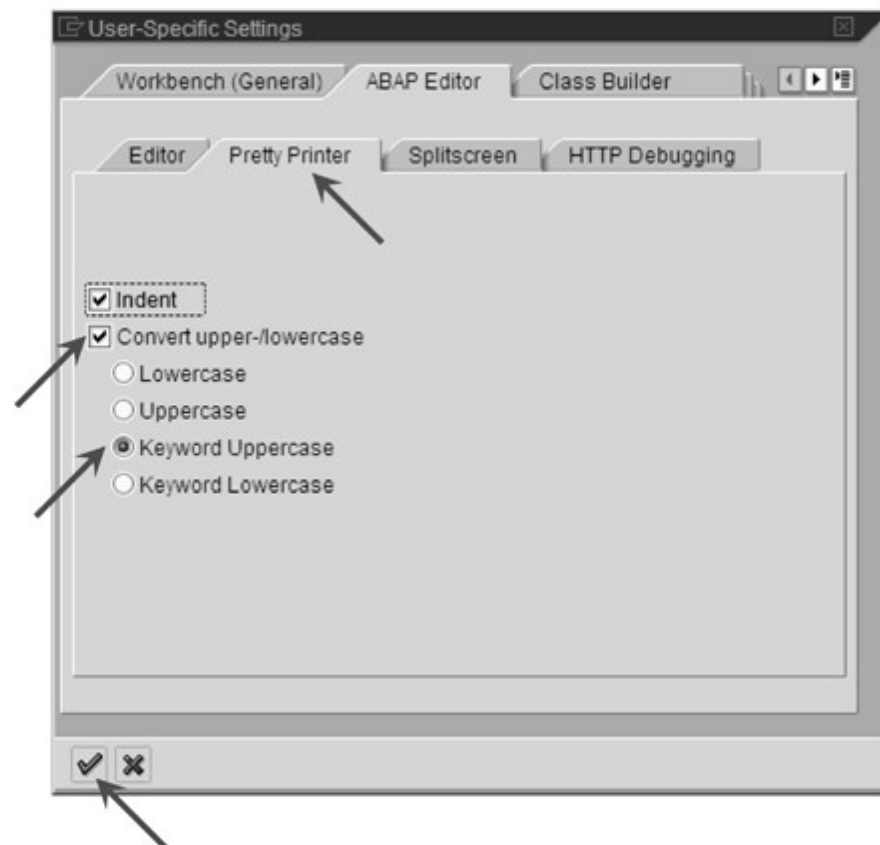 User-Specific Settings
Workbench (General) ABAP Editor Class Builder
Editor Pretty Printer Splitscreen HTTP Debugging
Indent
Convert upper-/lowercase
Lowercase
Uppercase
Keyword Uppercase
Keyword Lowercase